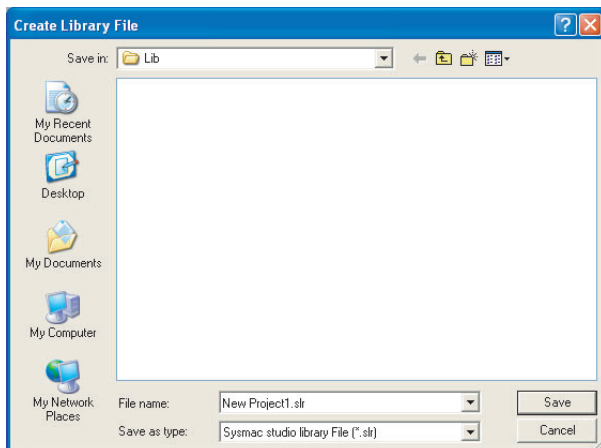 Create Library File
Save in:
Lib
My Recent
Documents
Desktop
My Documents
My Computer
My Network
Places
File name:
New Project1.slr
Save
Save as type:
Sysmac studio library File (*.slr)
Cancel